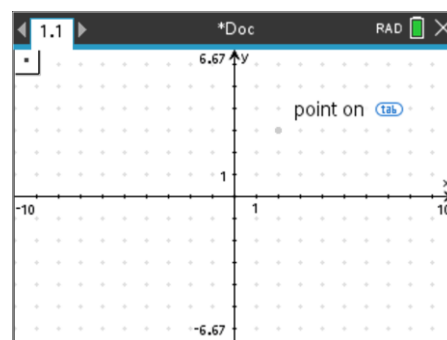 1.1 *Doc RAD
6.67 y
point on tab
1
x
-10 1 10
-6.67